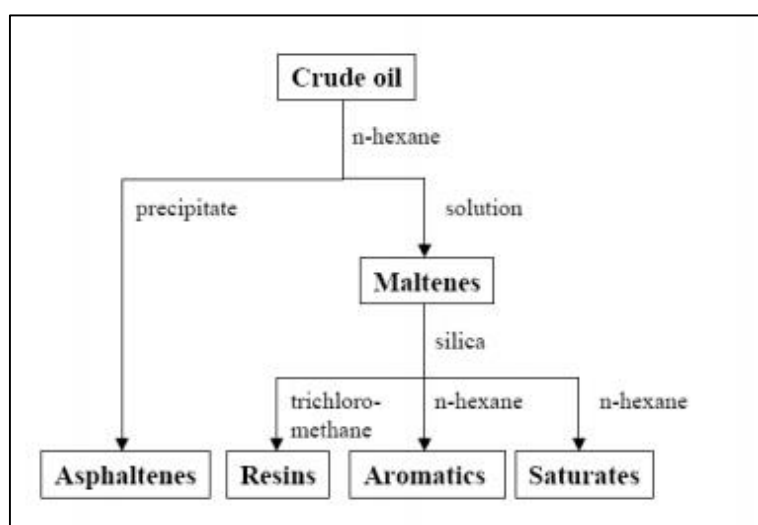 Crude oil
n-hexane
precipitate
solution
Maltenes
silica
trichloro-
methane
n-hexane
n-hexane
Asphaltenes
Resins
Aromatics
Saturates